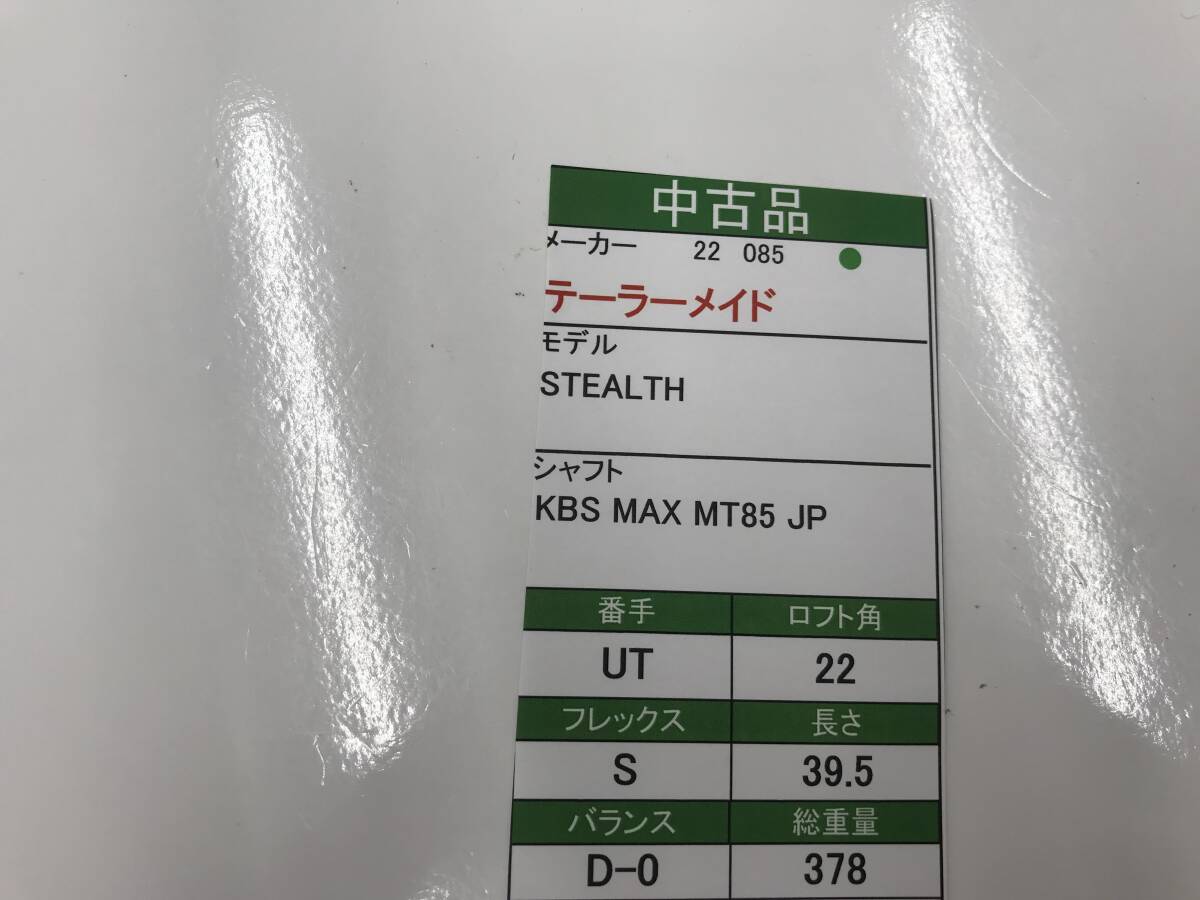 中古品
メーカー 22 085
テーラーメイド
モデル
STEALTH
シャフト
KBS MAX MT85 JP
番手 ロフト角
UT 22
フレックス 長さ
S 39.5
バランス 総重量
D-0 378